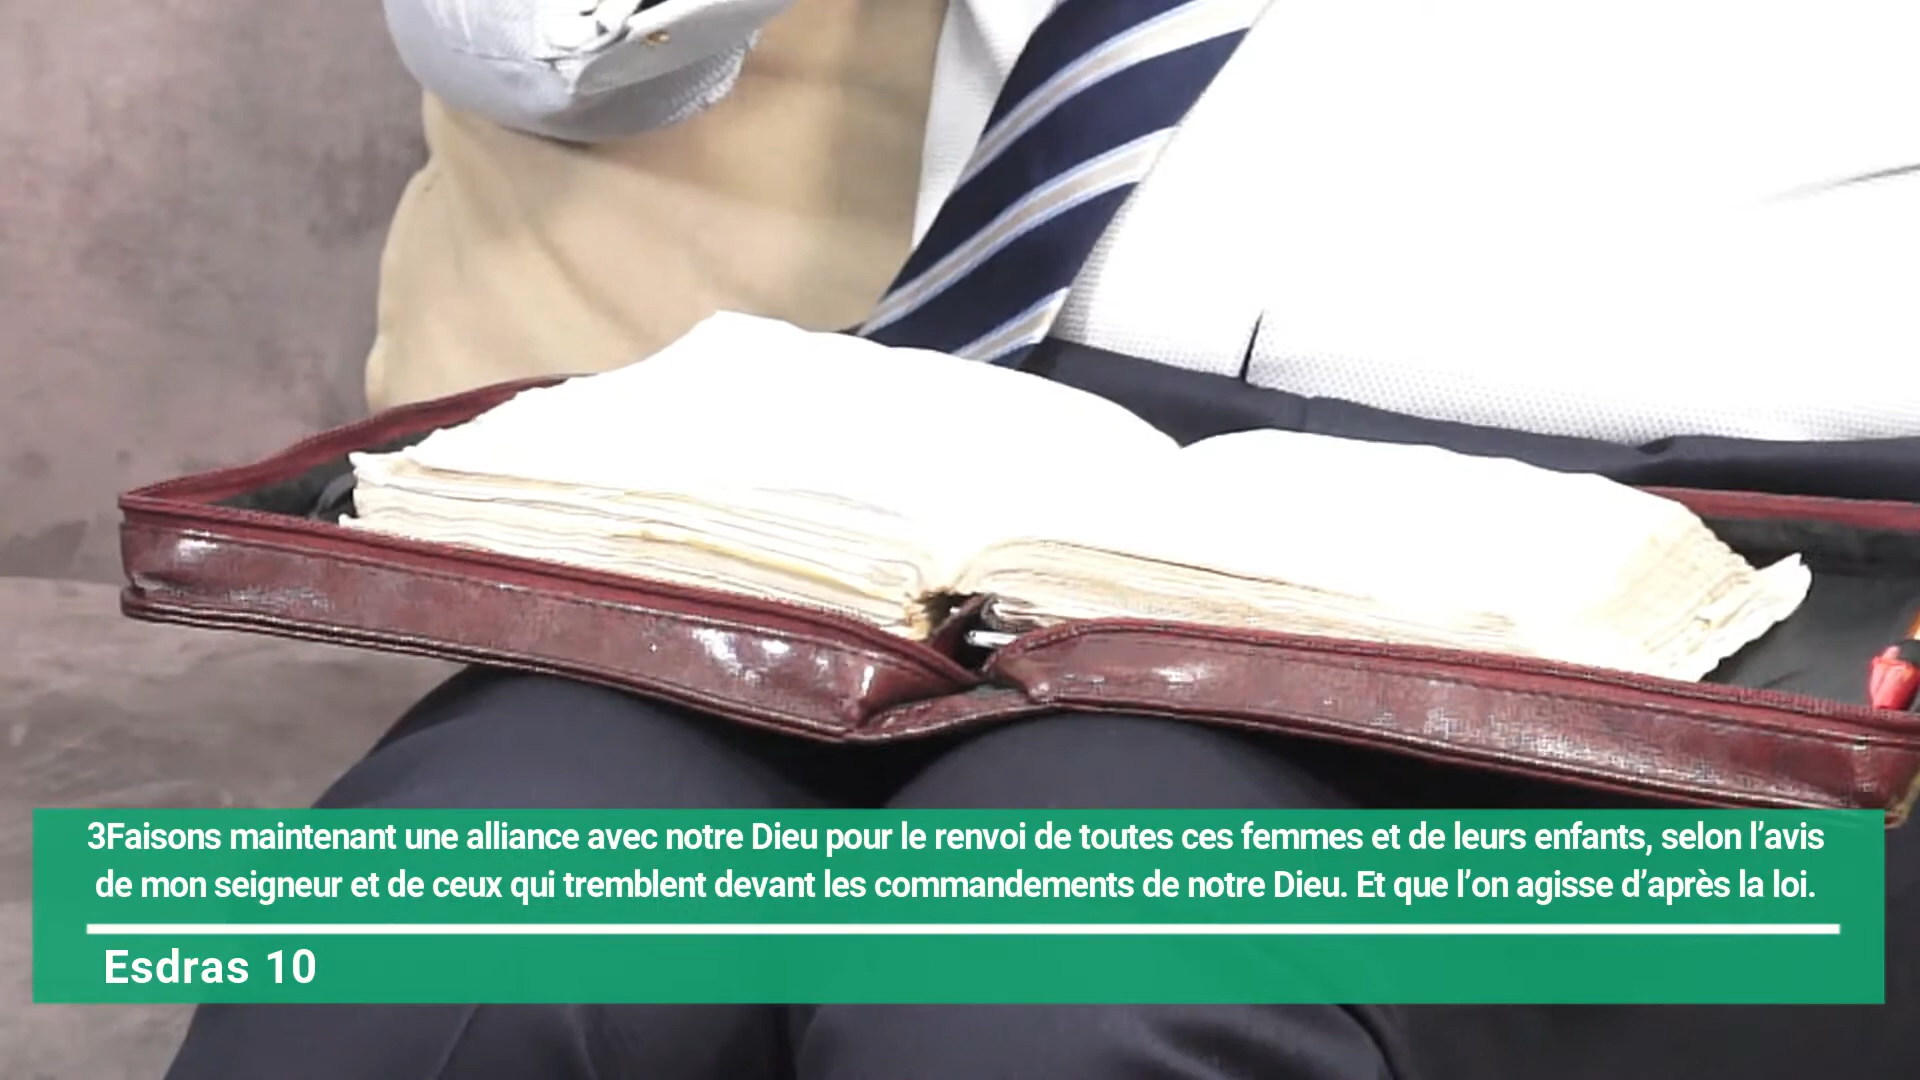 3Faisons maintenant une alliance avec notre Dieu pour le renvoi de toutes ces femmes et de leurs enfants, selon l’avis
de mon seigneur et de ceux qui tremblent devant les commandements de notre Dieu. Et que l’on agisse d’après la loi.
Esdras 10